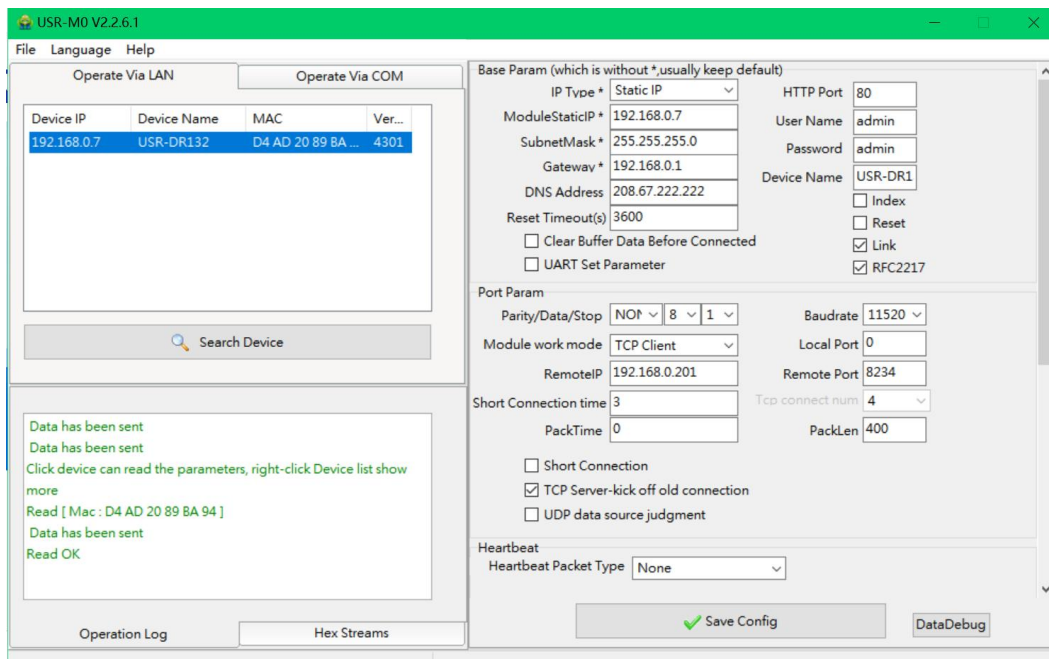 USR-M0 V2.2.6.1
File Language Help
Operate Via LAN Operate Via COM
Device IP Device Name MAC Ver...
192.168.0.7 USR-DR132 D4 AD 20 89 BA ... 4301
Search Device
Data has been sent
Data has been sent
Click device can read the parameters, right-click Device list show
more
Read [ Mac : D4 AD 20 89 BA 94 ]
Data has been sent
Read OK
Operation Log Hex Streams
Base Param (which is without *,usually keep default)
IP Type * Static IP HTTP Port 80
ModuleStaticIP * 192.168.0.7 User Name admin
SubnetMask * 255.255.255.0 Password admin
Gateway * 192.168.0.1 Device Name USR-DR1
DNS Address 208.67.222.222 Index
Reset Timeout(s) 3600 Reset
Clear Buffer Data Before Connected Link
UART Set Parameter RFC2217
Port Param
Parity/Data/Stop NON 8 1 Baudrate 11520
Module work mode TCP Client Local Port 0
RemoteIP 192.168.0.201 Remote Port 8234
Short Connection time 3 Tcp connect num 4
PackTime 0 PackLen 400
Short Connection
TCP Server-kick off old connection
UDP data source judgment
Heartbeat
Heartbeat Packet Type None
Save Config DataDebug